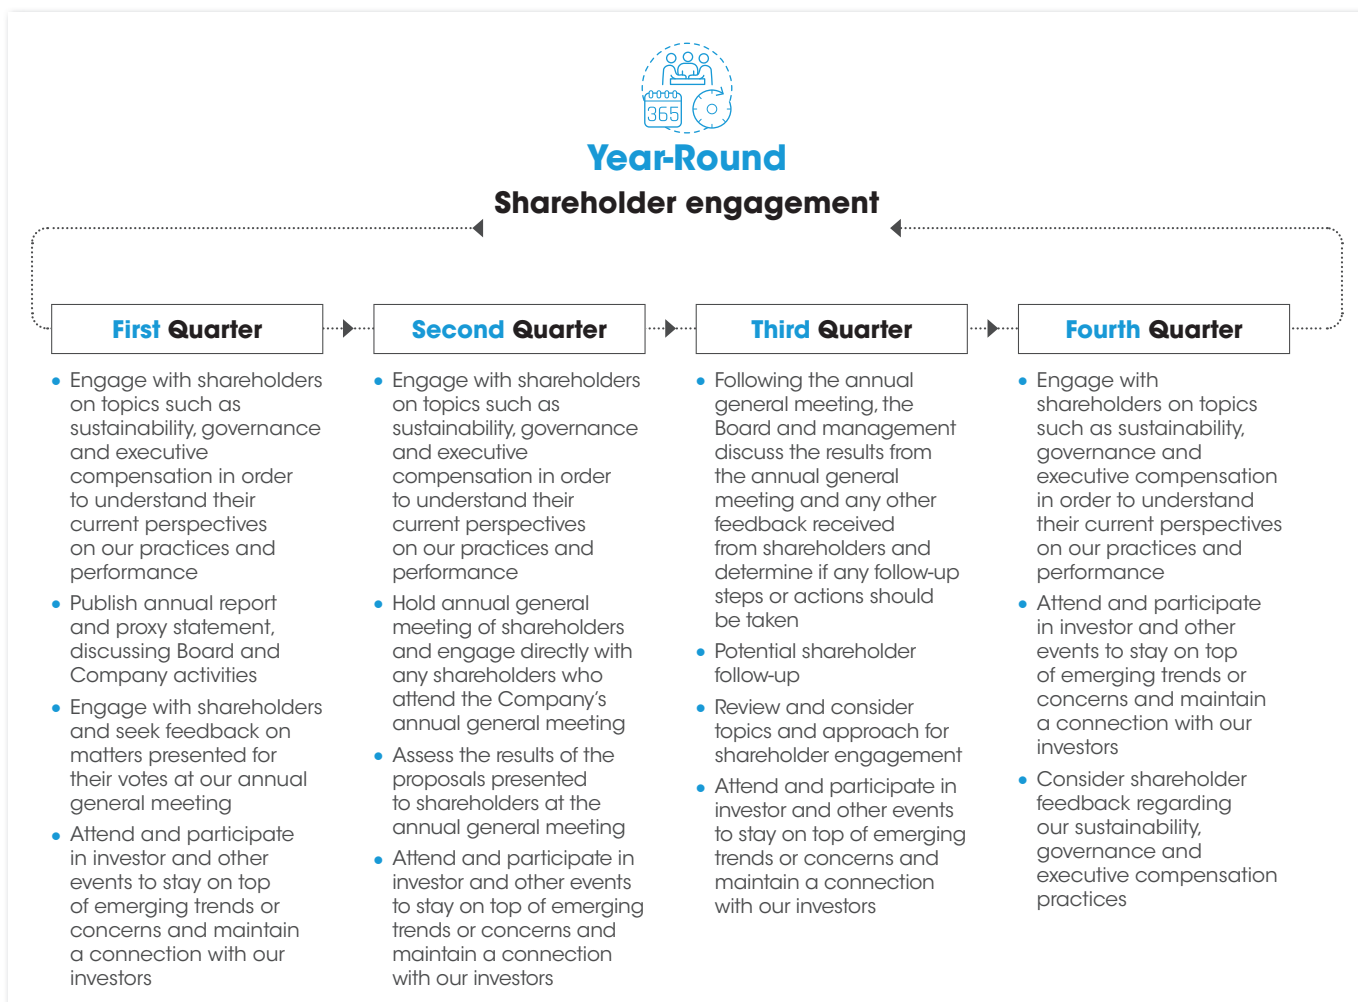 365
Year-Round
Shareholder engagement
First Quarter
• Engage with shareholders
on topics such as
sustainability, governance
and executive
compensation in order
to understand their
current perspectives
on our practices and
performance
• Publish annual report
and proxy statement,
discussing Board and
Company activities
• Engage with shareholders
and seek feedback on
matters presented for
their votes at our annual
general meeting
• Attend and participate
in investor and other
events to stay on top
of emerging trends or
concerns and maintain
a connection with our
investors
Second Quarter
• Engage with shareholders
on topics such as
sustainability, governance
and executive
compensation in order
to understand their
current perspectives
on our practices and
performance
• Hold annual general
meeting of shareholders
and engage directly with
any shareholders who
attend the Company's
annual general meeting
• Assess the results of the
proposals presented
to shareholders at the
annual general meeting
• Attend and participate in
investor and other events
to stay on top of emerging
trends or concerns and
maintain a connection
with our investors
Third Quarter
• Following the annual
general meeting, the
Board and management
discuss the results from
the annual general
meeting and any other
feedback received
from shareholders and
determine if any follow-up
steps or actions should
be taken
• Potential shareholder
follow-up
• Review and consider
topics and approach for
shareholder engagement
• Attend and participate in
investor and other events
to stay on top of emerging
trends or concerns and
maintain a connection
with our investors
Fourth Quarter
• Engage with
shareholders on topics
such as sustainability,
governance and
executive compensation
in order to understand
their current perspectives
on our practices and
performance
• Attend and participate
in investor and other
events to stay on top
of emerging trends or
concerns and maintain
a connection with our
investors
• Consider shareholder
feedback regarding
our sustainability,
governance and
executive compensation
practices